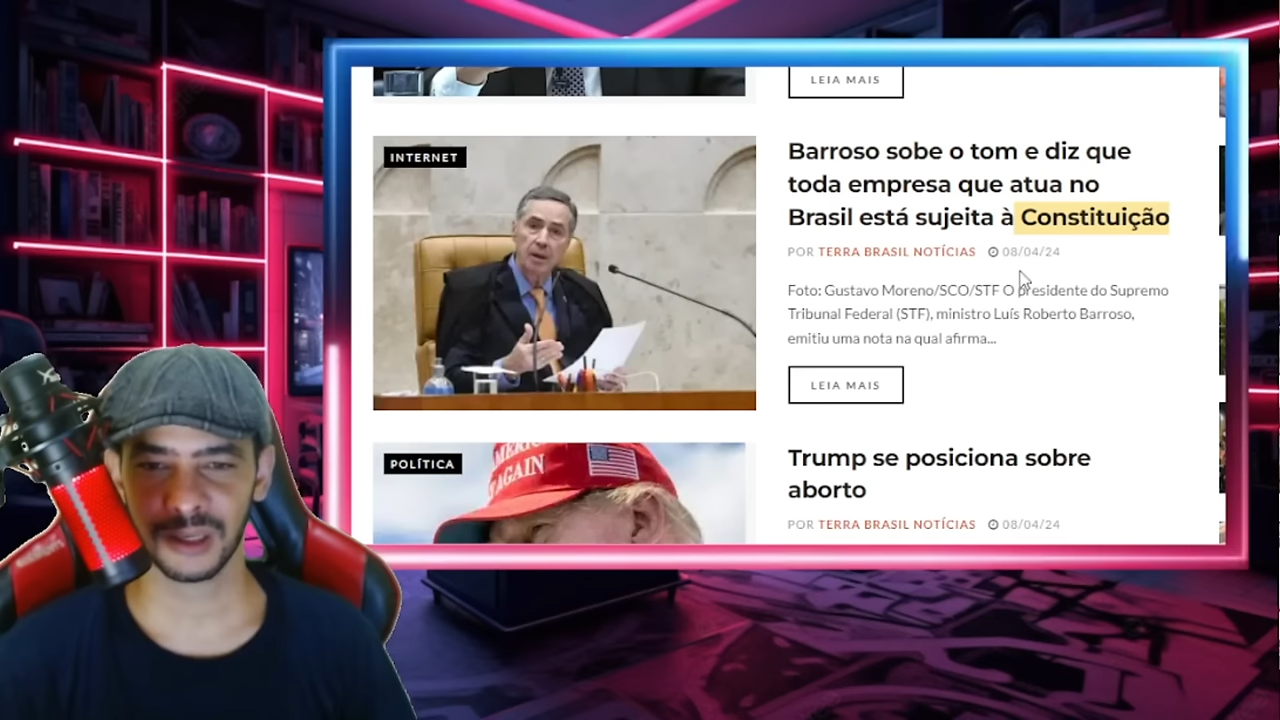 LEIA MAIS
INTERNET
Barroso sobe o tom e diz que
toda empresa que atua no
Brasil está sujeita à Constituição
POR TERRA BRASIL NOTÍCIAS 08/04/24
Foto: Gustavo Moreno/SCO/STF O presidente do Supremo
Tribunal Federal (STF), ministro Luís Roberto Barroso,
emitiu uma nota na qual afirma...
LEIA MAIS
POLÍTICA
AMERICA
AGAIN
Trump se posiciona sobre
aborto
POR TERRA BRASIL NOTÍCIAS 08/04/24